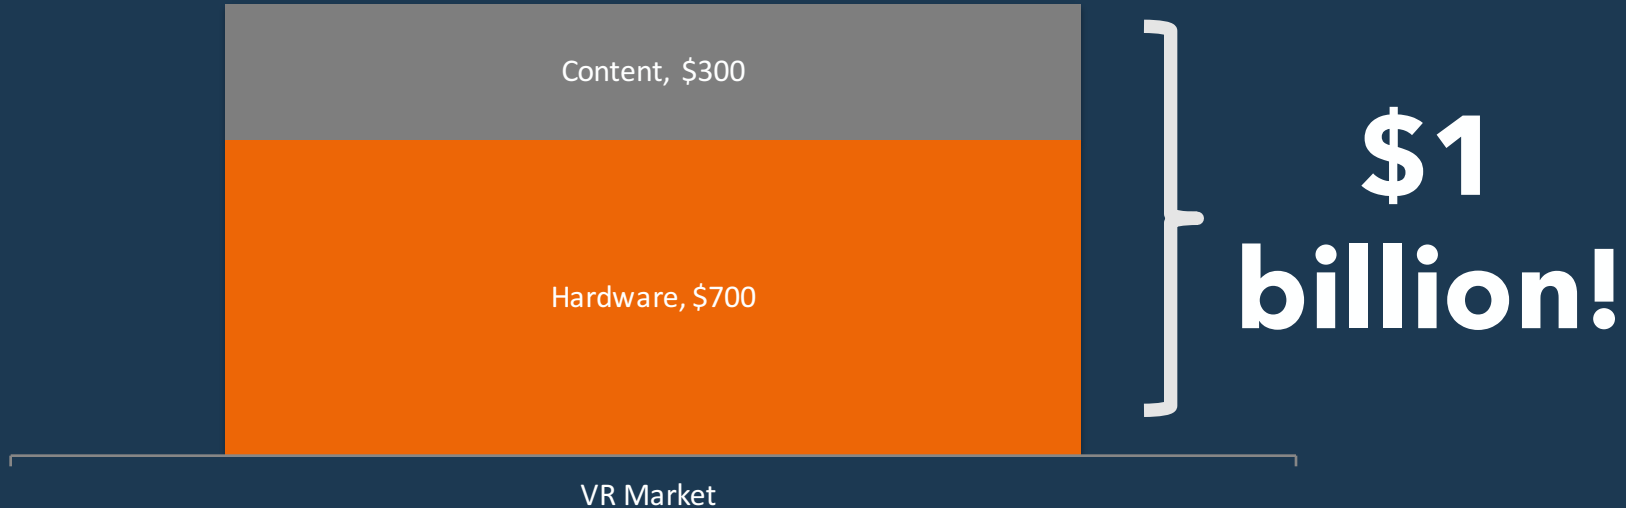 Content, $300
Hardware, $700
VR Market
$1
billion!